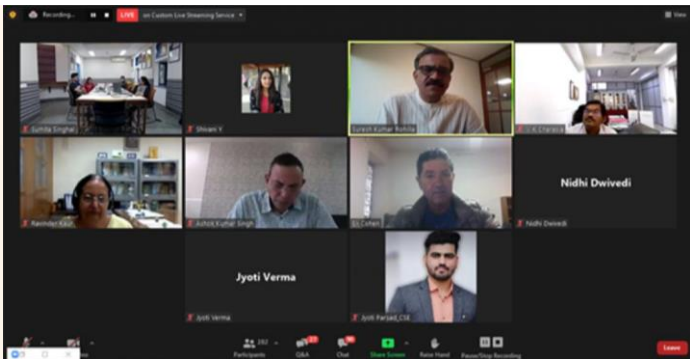 Recording...
LIVE
on Custom Live Streaming Service
View
Sunita Singhal
Shivani Y
Suresh Kumar Rohilla
Ravinder Kaur
Ashok Kumar Singh
S.I. Cohen
Nidhi Dwivedi
Nidhi Dwivedi
Jyoti Verma
Jyoti Verma
Jyoti Parsad_CSE
Participants
Q&A
Chat
Share Screen
Raise Hand
Pause/Stop Recording
Leave